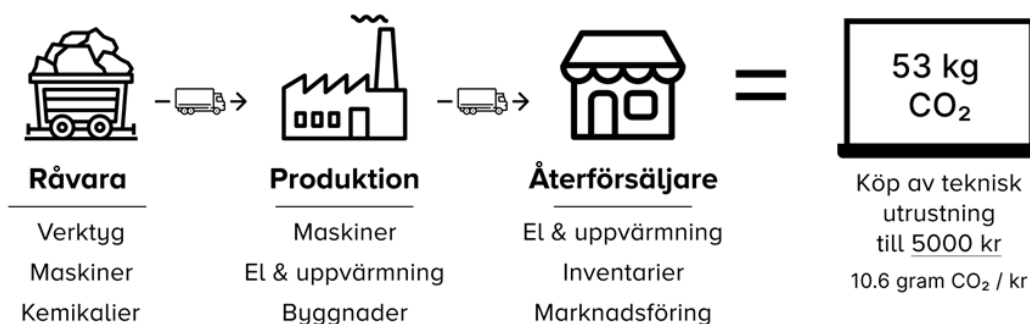 Råvara
Verktyg
Maskiner
Kemikalier
Produktion
Maskiner
El & uppvärmning
Byggnader
Återförsäljare
El & uppvärmning
Inventarier
Marknadsföring
53 kg
CO₂
Köp av teknisk
utrustning
till 5000 kr
10.6 gram CO₂ / kr